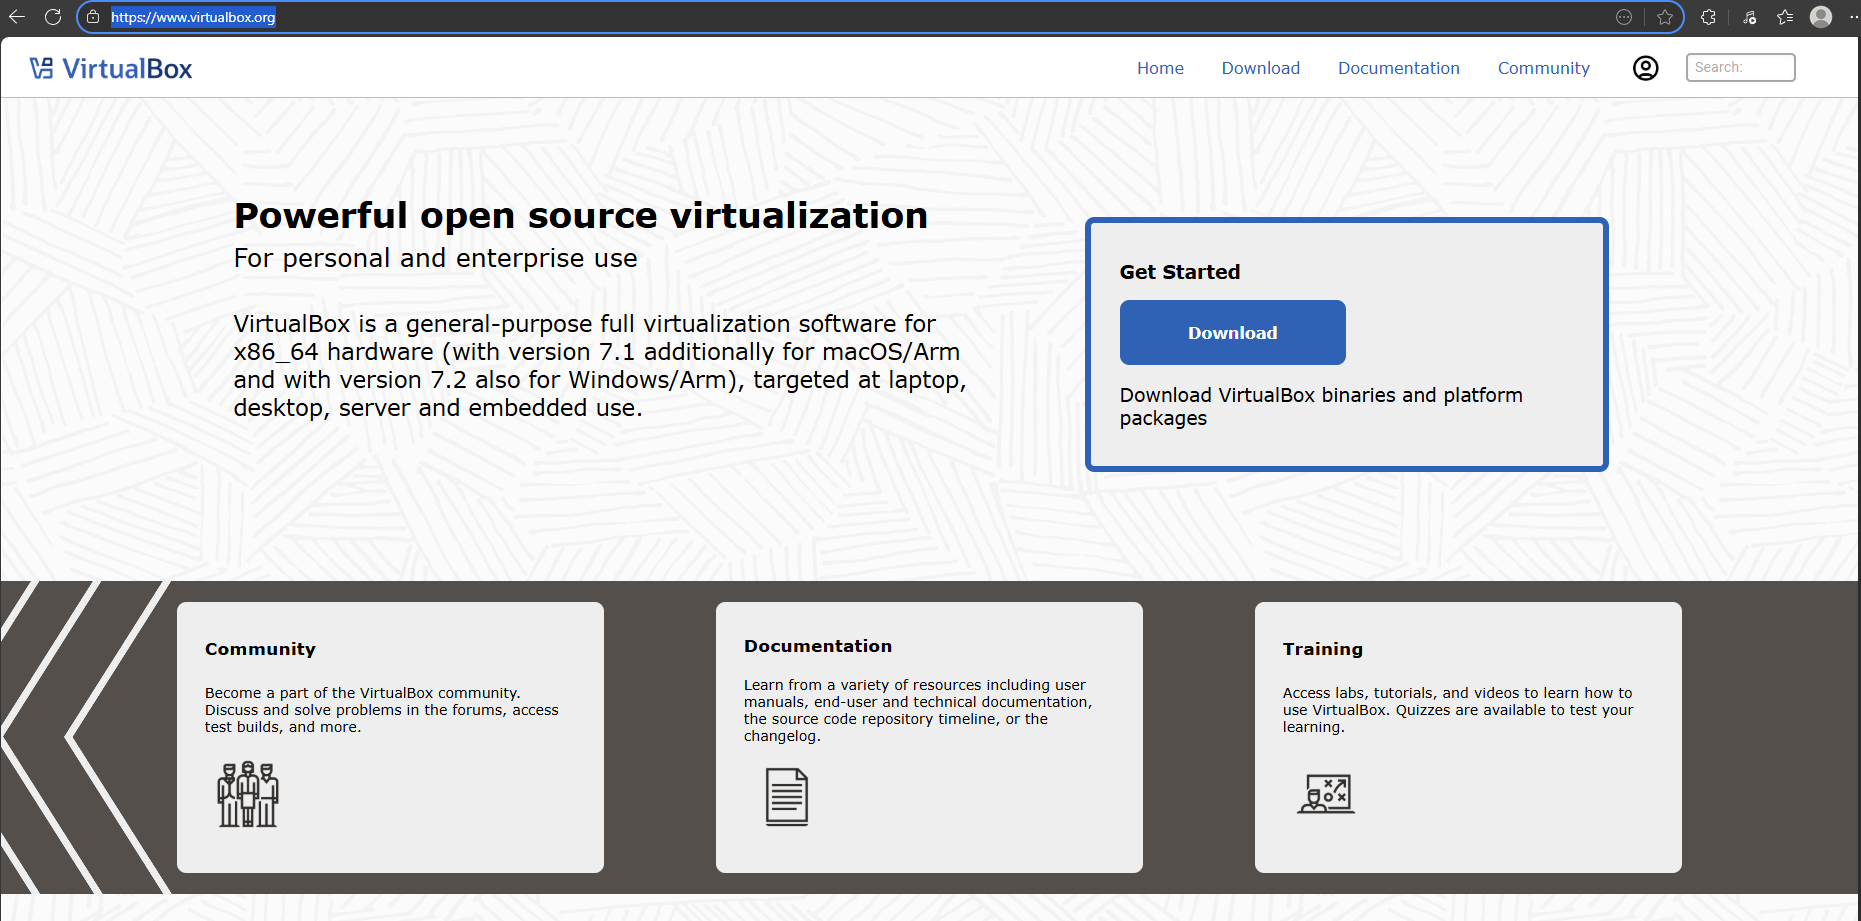 https://www.virtualbox.org
VirtualBox
Home Download Documentation Community Search:
Powerful open source virtualization
For personal and enterprise use
VirtualBox is a general-purpose full virtualization software for
x86_64 hardware (with version 7.1 additionally for macOS/Arm
and with version 7.2 also for Windows/Arm), targeted at laptop,
desktop, server and embedded use.
Get Started
Download
Download VirtualBox binaries and platform
packages
Community
Become a part of the VirtualBox community.
Discuss and solve problems in the forums, access
test builds, and more.
Documentation
Learn from a variety of resources including user
manuals, end-user and technical documentation,
the source code repository timeline, or the
changelog.
Training
Access labs, tutorials, and videos to learn how to
use VirtualBox. Quizzes are available to test your
learning.